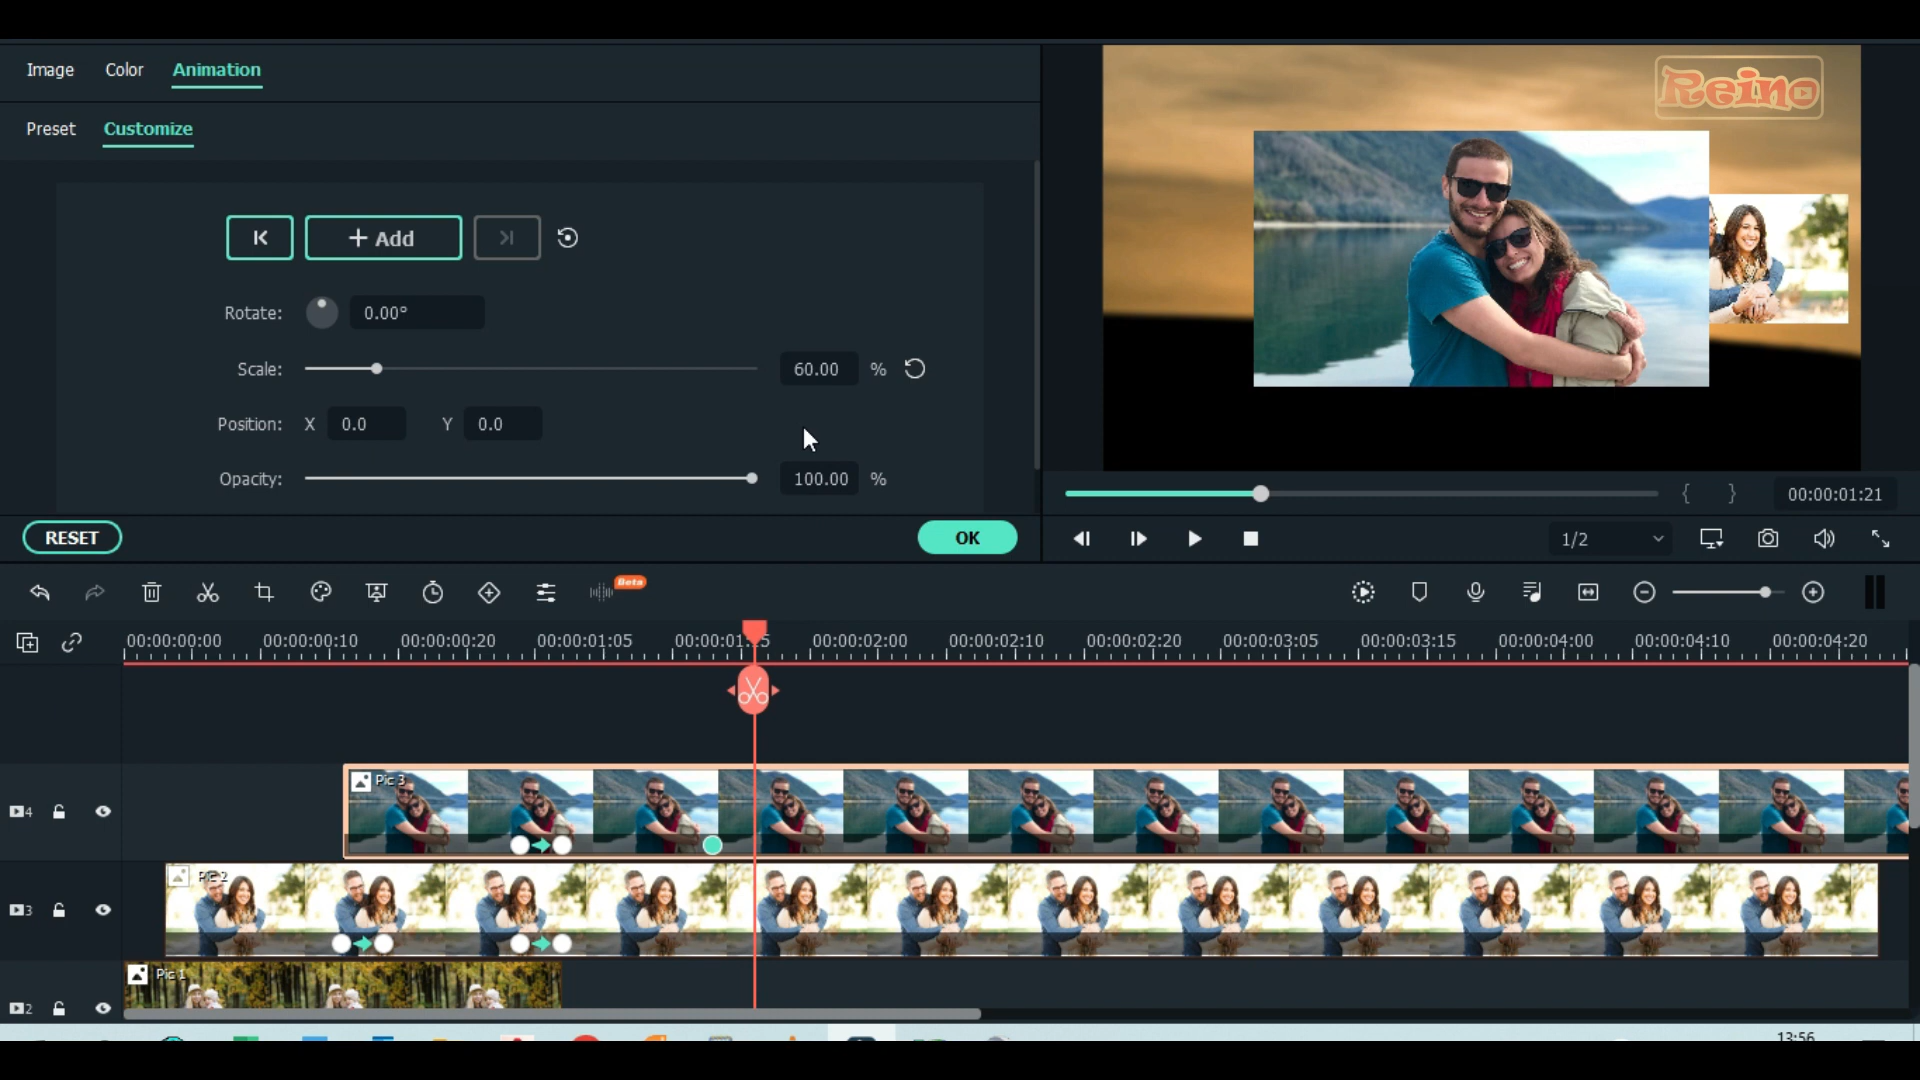 Image Color Animation
Reino
Preset Customize
+ Add
Rotate: 0.00°
Scale: 60.00 %
Position: X 0.0 Y 0.0
Opacity: 100.00 %
{ } 00:00:01:21
RESET OK
1/2
Beta
00:00:00:00 00:00:00:10 00:00:00:20 00:00:01:05 00:00:01:15 00:00:02:00 00:00:02:10 00:00:02:20 00:00:03:05 00:00:03:15 00:00:04:00 00:00:04:10 00:00:04:20
Pic 3
4
Pic 2
3
Pic 1
2
13:56